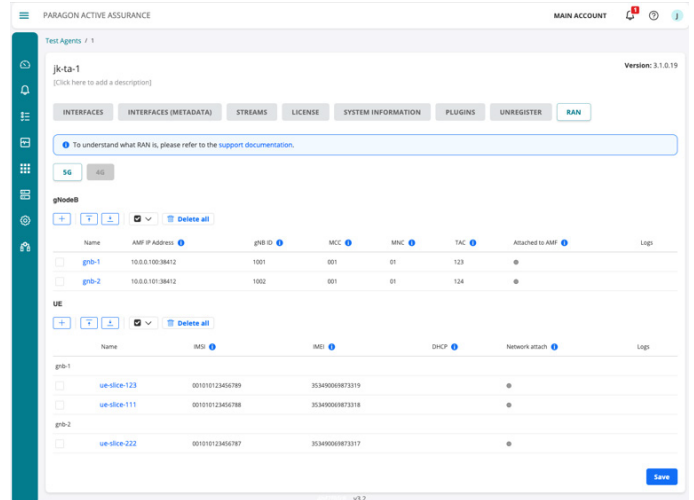 PARAGON ACTIVE ASSURANCE MAIN ACCOUNT 1 ? J
Test Agents / 1
jk-ta-1 Version: 3.1.0.19
[Click here to add a description]
INTERFACES INTERFACES (METADATA) STREAMS LICENSE SYSTEM INFORMATION PLUGINS UNREGISTER RAN
To understand what RAN is, please refer to the support documentation.
5G 4G
gNodeB
Delete all
Name AMF IP Address gNB ID MCC MNC TAC Attached to AMF Logs
gnb-1 10.0.0.100:38412 1001 001 01 123
gnb-2 10.0.0.101:38412 1002 001 01 124
UE
Delete all
Name IMSI IMEI DHCP Network attach Logs
gnb-1
ue-slice-123 001010123456789 353490069873319
ue-slice-111 001010123456788 353490069873318
gnb-2
ue-slice-222 001010123456787 353490069873317
Save
v3.2